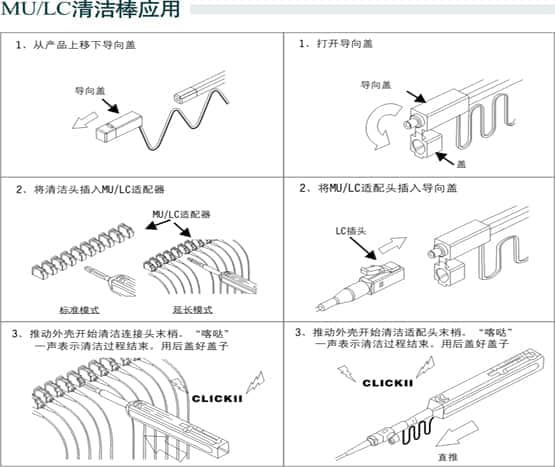 MU/LC清洁棒应用
1、从产品上移下导向盖
导向盖
2、将清洁头插入MU/LC适配器
MU/LC适配器
标准模式
延长模式
3、推动外壳开始清洁连接头末梢。“喀哒”
一声表示清洁过程结束。用后盖好盖子
CLICK!!
1、打开导向盖
导向盖
盖
2、将MU/LC适配头插入导向盖
LC插头
3、推动外壳开始清洁适配头末梢。“喀哒”
一声表示清洁过程结束。用后盖好盖子
CLICK!!
直推